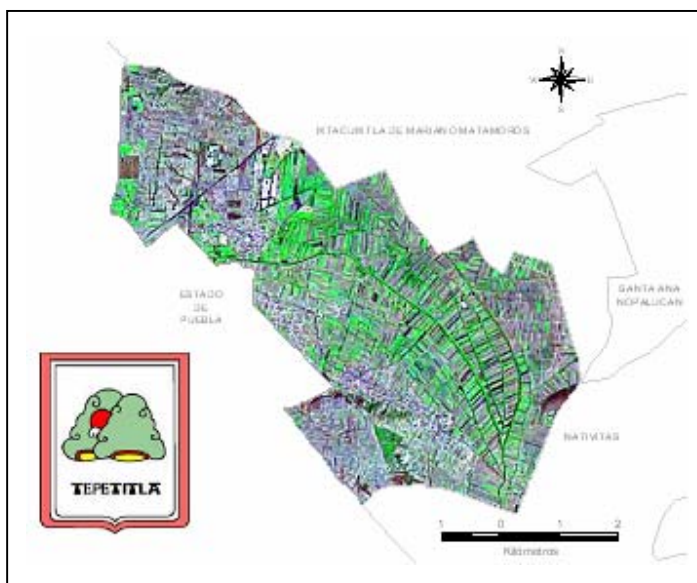 N
W E
S
IXTACUIXTLA DE MARIANO MATAMOROS
ESTADO
DE
PUEBLA
SANTA ANA
NOPALUCAN
NATIVITAS
TEPETITLA
1 0 1 2
Kilómetros